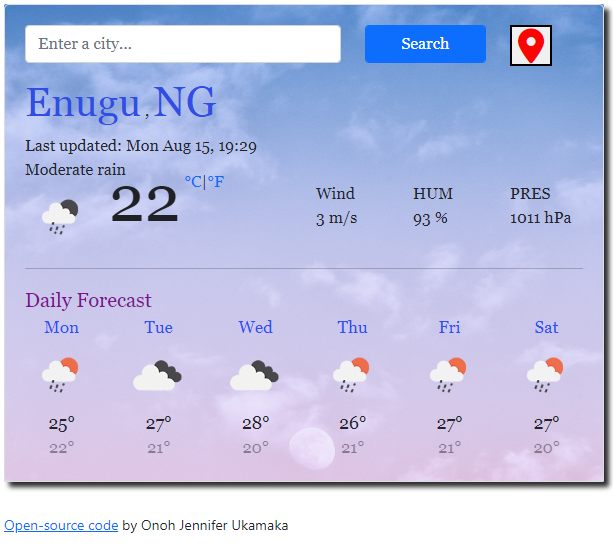 Enter a city... Search
Enugu, NG
Last updated: Mon Aug 15, 19:29
Moderate rain
22 °C|°F
Wind HUM PRES
3 m/s 93 % 1011 hPa
Daily Forecast
Mon Tue Wed Thu Fri Sat
25° 27° 28° 26° 27° 27°
22° 21° 20° 21° 21° 20°
Open-source code by Onoh Jennifer Ukamaka